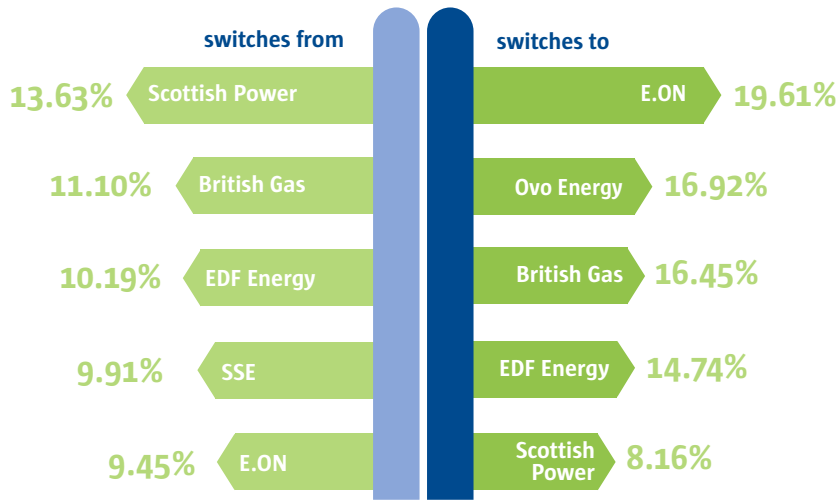 switches from
13.63% Scottish Power
11.10% British Gas
10.19% EDF Energy
9.91% SSE
9.45% E.ON
switches to
E.ON 19.61%
Ovo Energy 16.92%
British Gas 16.45%
EDF Energy 14.74%
Scottish
Power 8.16%